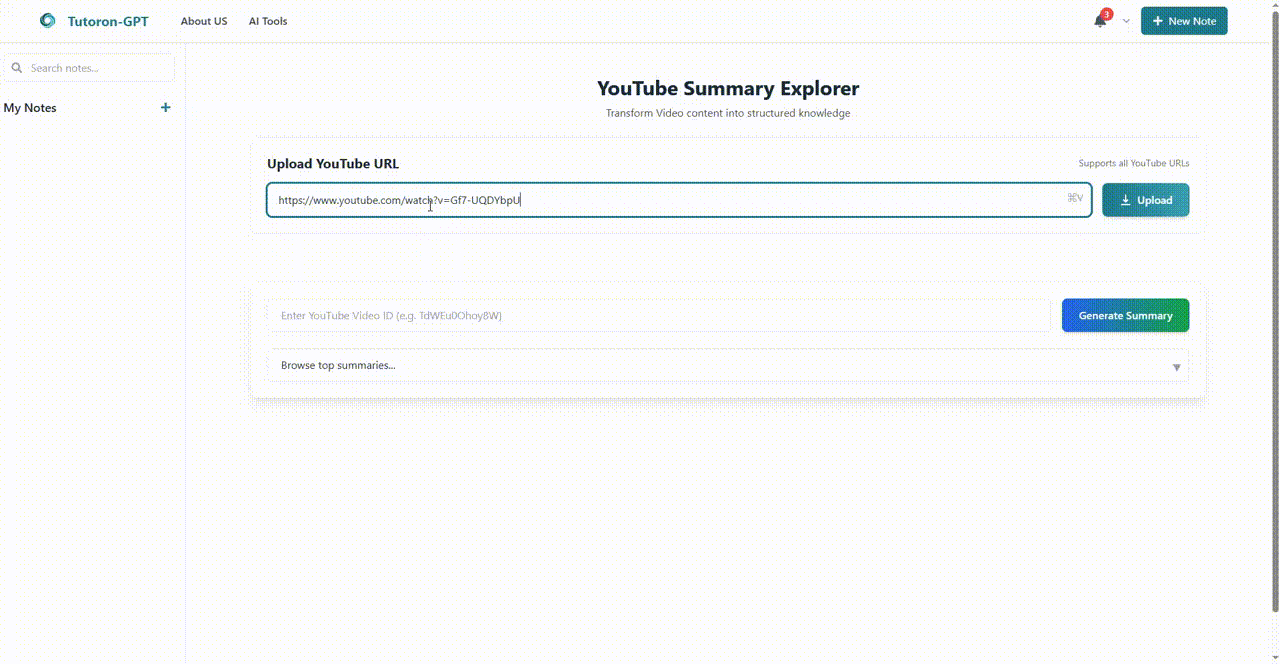 Tutoron-GPT About US AI Tools 3 + New Note
Search notes...
My Notes +
YouTube Summary Explorer
Transform Video content into structured knowledge
Upload YouTube URL Supports all YouTube URLs
https://www.youtube.com/watch?v=Gf7-UQDYbpU ⌘V Upload
Enter YouTube Video ID (e.g. TdWEu0Ohoy8W) Generate Summary
Browse top summaries... ▼